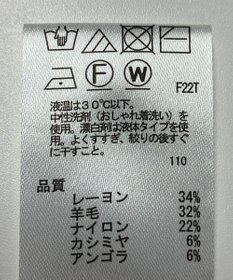 F W
F22T
液温は30℃以下。
中性洗剤（おしゃれ着洗い）を
使用。漂白剤は液体タイプを使
用。よくすすぎ、絞りの後すぐ
に干すこと。
110
品質
レーヨン 34%
羊毛 32%
ナイロン 22%
カシミヤ 6%
アンゴラ 6%